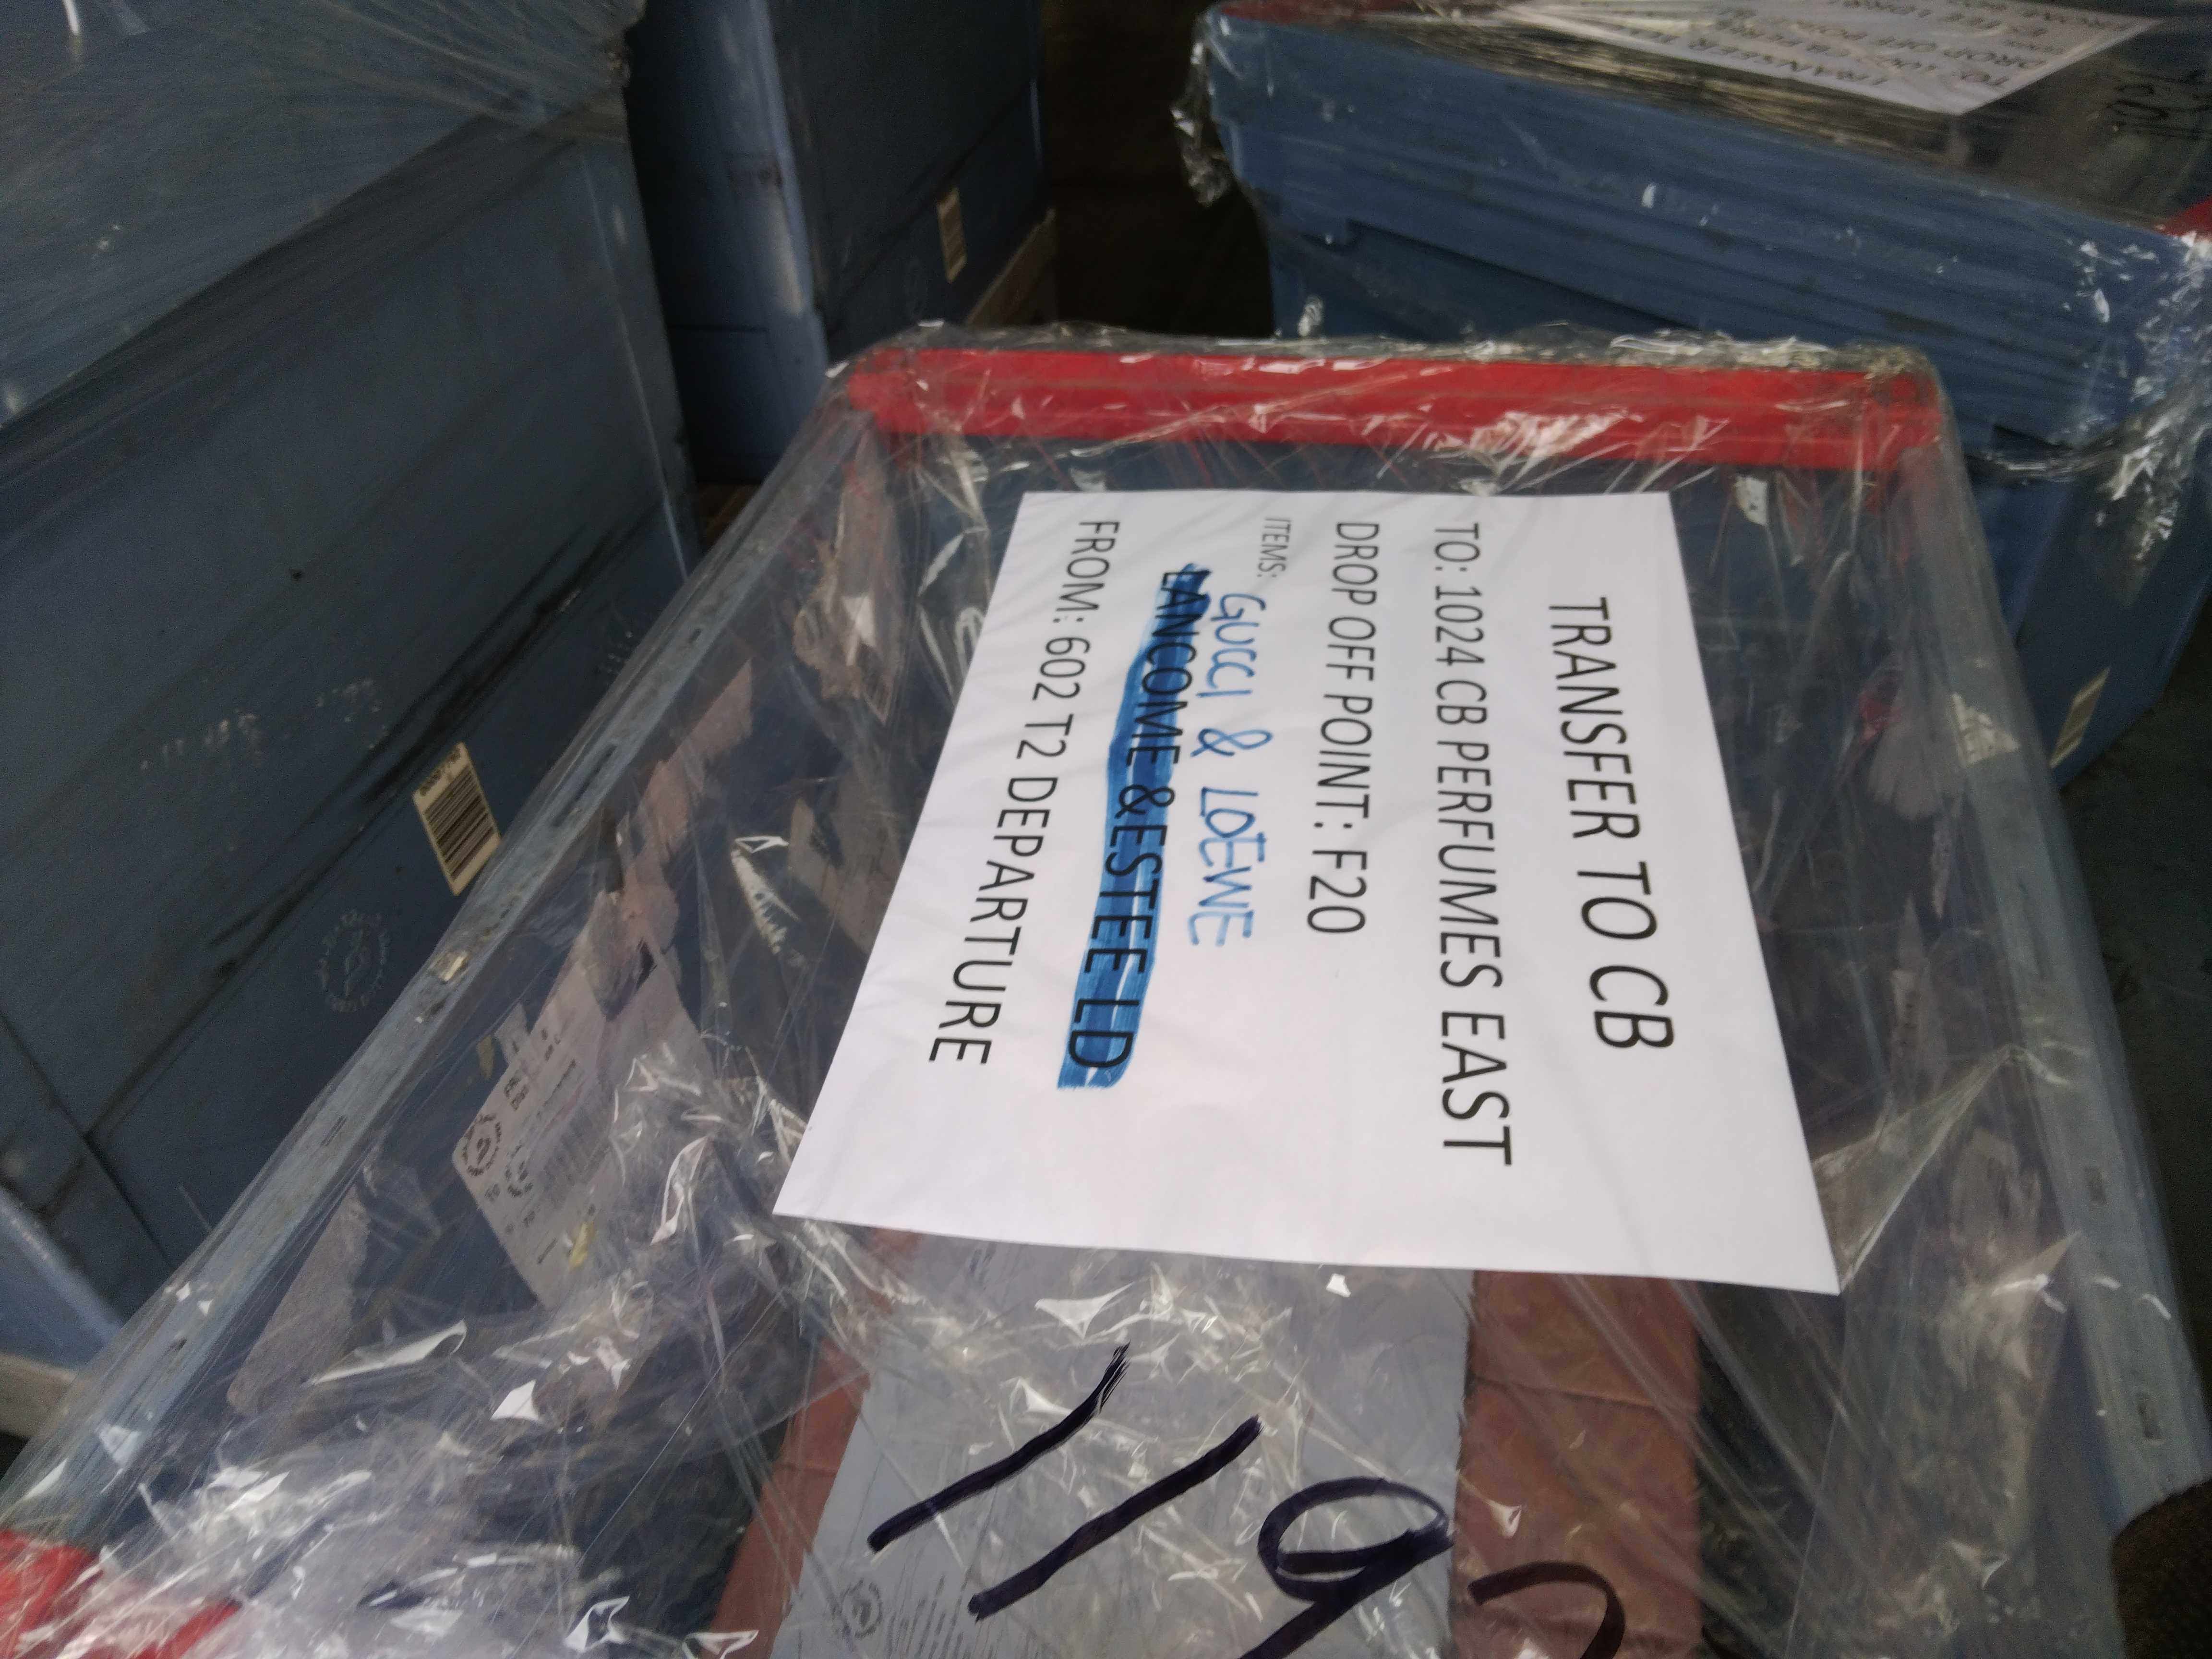 TRANSFER TO CB
TO: 1024 CB PERFUMES EAST
DROP OFF POINT: F20
ITEMS: GUCCI & LOEWE
LANCOME &ESTEE LD
FROM: 602 T2 DEPARTURE
119